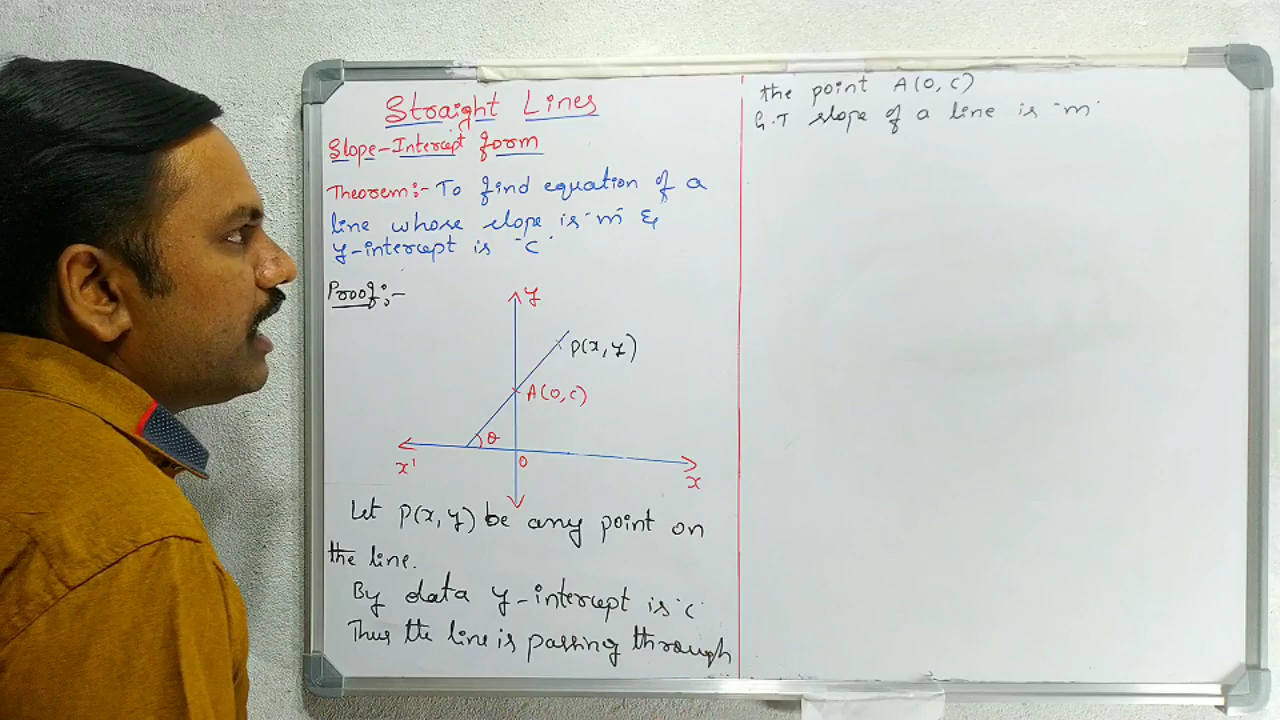 Straight Lines
Slope-Intercept form
Theorem:- To find equation of a
line whose slope is 'm' &
y-intercept is 'c'
Proof:-
y
P(x, y)
A(0, c)
θ
x'
0
x
Let P(x, y) be any point on
the line.
By data y-intercept is 'c'
Thus the line is passing through
the point A(0, c)
G.T slope of a line is 'm'